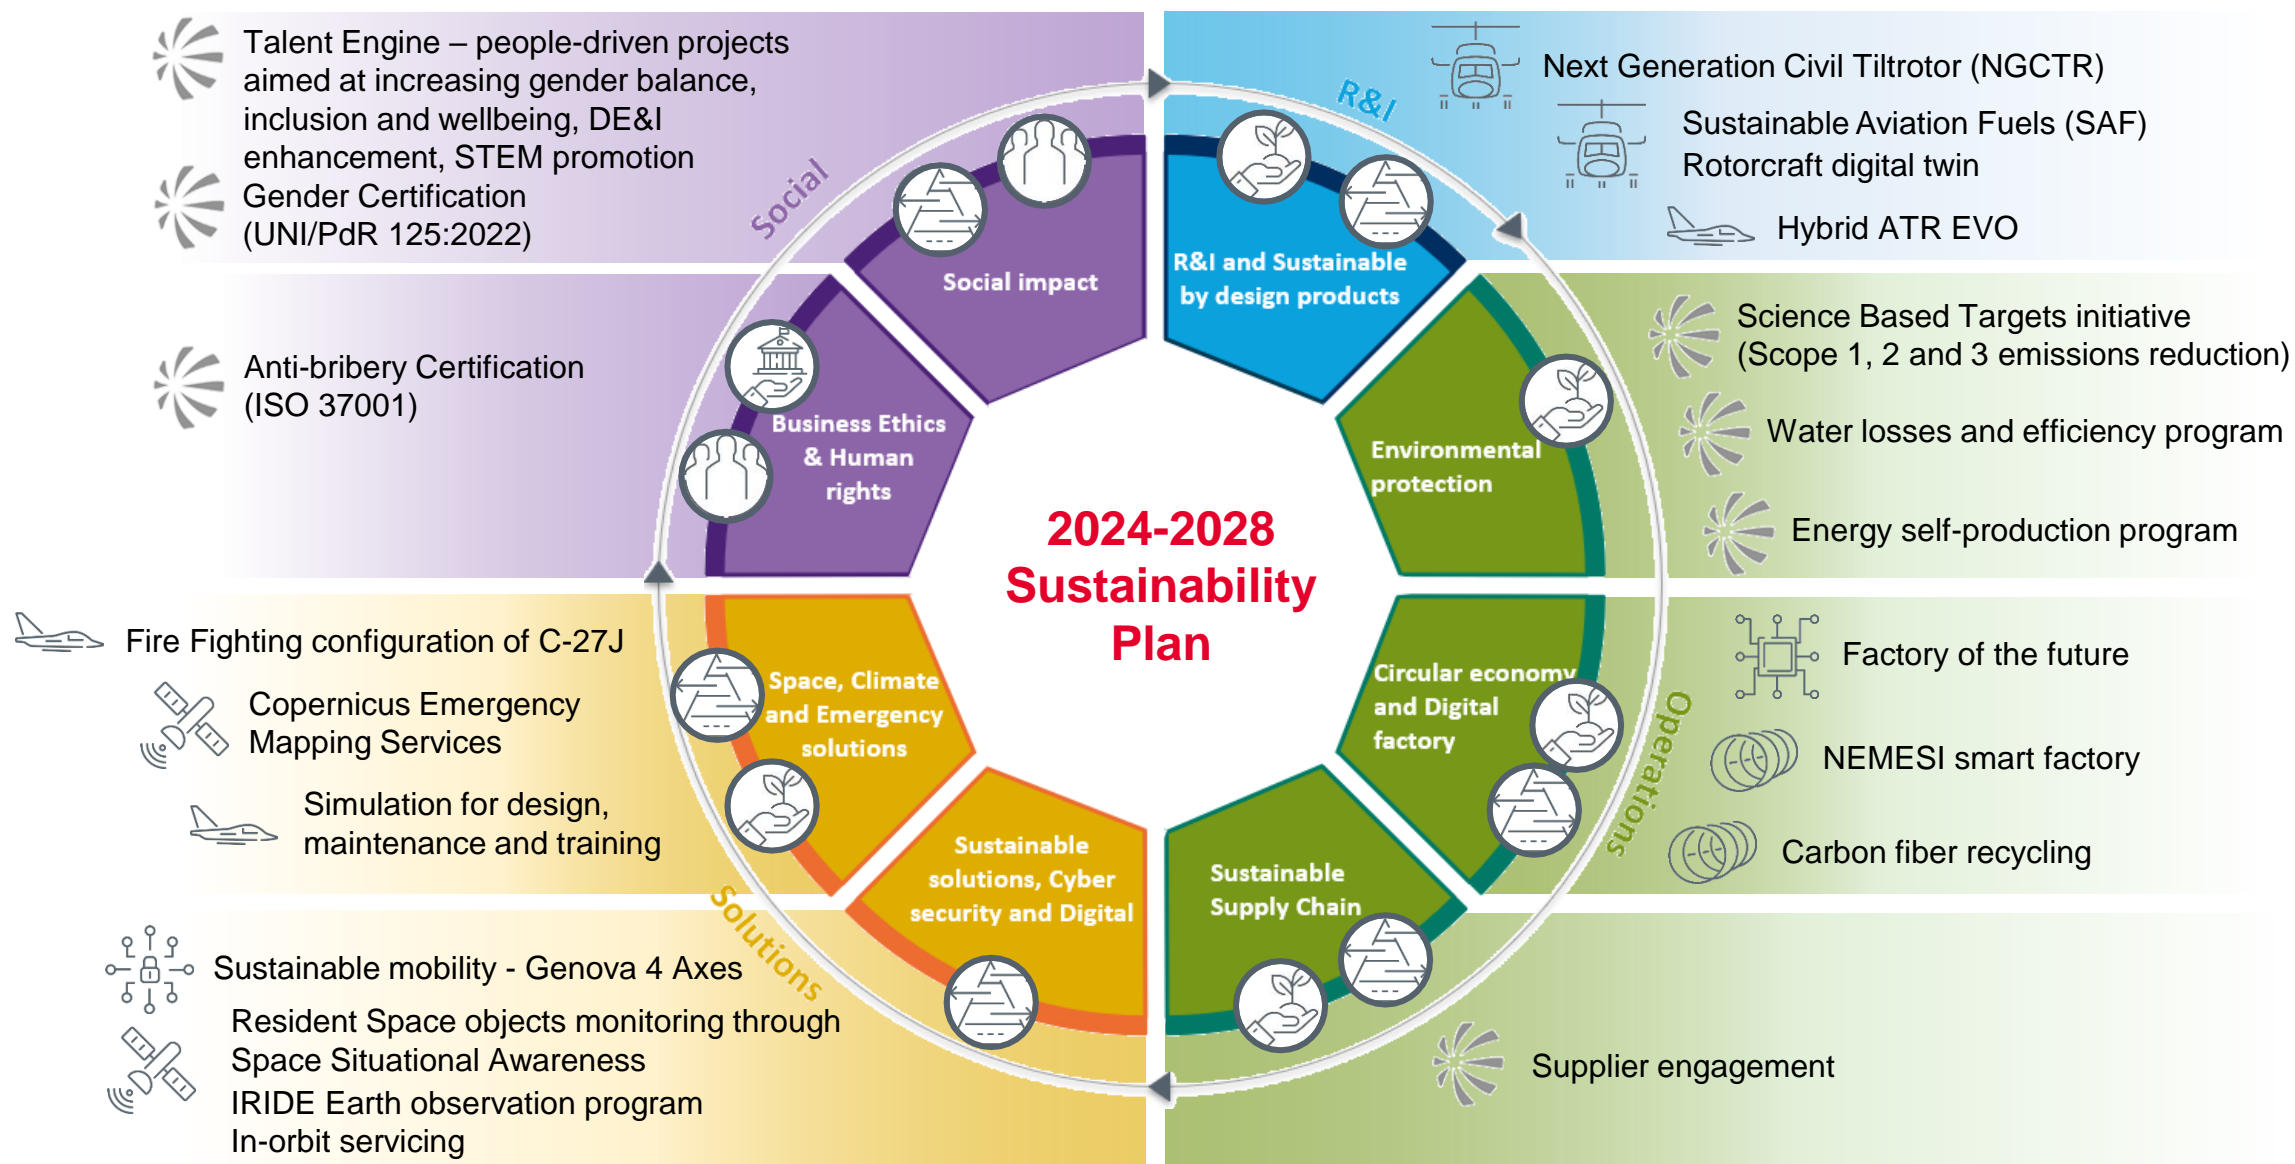 Talent Engine – people-driven projects
aimed at increasing gender balance,
inclusion and wellbeing, DE&I
enhancement, STEM promotion
Gender Certification
(UNI/PdR 125:2022)
Anti-bribery Certification
(ISO 37001)
Fire Fighting configuration of C-27J
Copernicus Emergency
Mapping Services
Simulation for design,
maintenance and training
Sustainable mobility - Genova 4 Axes
Resident Space objects monitoring through
Space Situational Awareness
IRIDE Earth observation program
In-orbit servicing
Social
R&I
Operations
Solutions
Social impact
R&I and Sustainable
by design products
Business Ethics
& Human
rights
Environmental
protection
2024-2028
Sustainability
Plan
Space, Climate
and Emergency
solutions
Circular economy
and Digital
factory
Sustainable
solutions, Cyber
security and Digital
Sustainable
Supply Chain
Next Generation Civil Tiltrotor (NGCTR)
Sustainable Aviation Fuels (SAF)
Rotorcraft digital twin
Hybrid ATR EVO
Science Based Targets initiative
(Scope 1, 2 and 3 emissions reduction)
Water losses and efficiency program
Energy self-production program
Factory of the future
NEMESI smart factory
Carbon fiber recycling
Supplier engagement